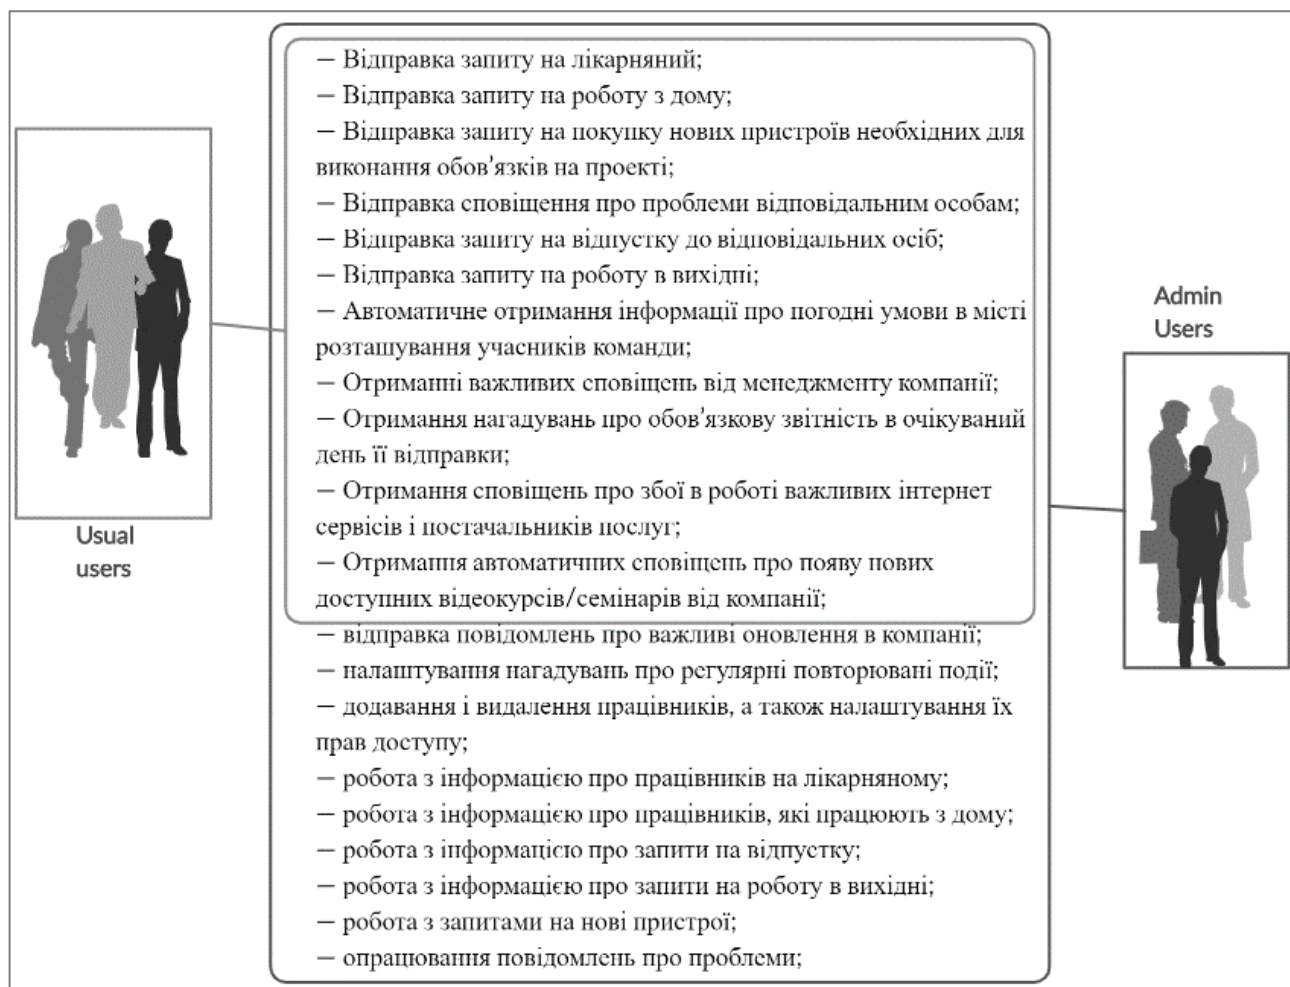 — Відправка запиту на лікарняний;
— Відправка запиту на роботу з дому;
— Відправка запиту на покупку нових пристроїв необхідних для
виконання обов’язків на проекті;
— Відправка сповіщення про проблеми відповідальним особам;
— Відправка запиту на відпустку до відповідальних осіб;
— Відправка запиту на роботу в вихідні;
— Автоматичне отримання інформації про погодні умови в місті
розташування учасників команди;
— Отриманні важливих сповіщень від менеджменту компанії;
— Отримання нагадувань про обов’язкову звітність в очікуваний
день її відправки;
— Отримання сповіщень про збої в роботі важливих інтернет
сервісів і постачальників послуг;
— Отримання автоматичних сповіщень про появу нових
доступних відеокурсів/семінарів від компанії;
— відправка повідомлень про важливі оновлення в компанії;
— налаштування нагадувань про регулярні повторювані події;
— додавання і видалення працівників, а також налаштування їх
прав доступу;
— робота з інформацією про працівників на лікарняному;
— робота з інформацією про працівників, які працюють з дому;
— робота з інформацією про запити на відпустку;
— робота з інформацією про запити на роботу в вихідні;
— робота з запитами на нові пристрої;
— опрацювання повідомлень про проблеми;
Usual
users
Admin
Users